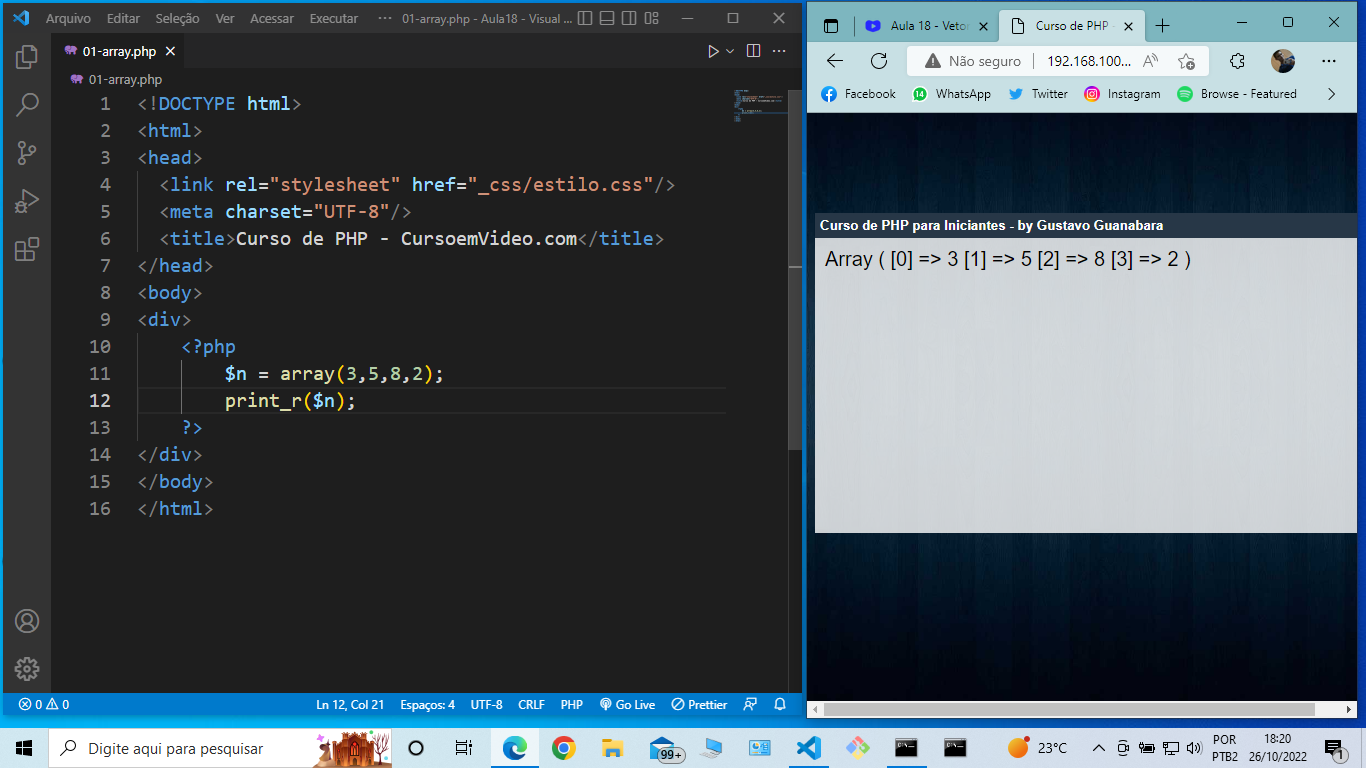 Arquivo Editar Seleção Ver Acessar Executar ··· 01-array.php - Aula18 - Visual ...
01-array.php
01-array.php
1 <!DOCTYPE html>
2 <html>
3 <head>
4 <link rel="stylesheet" href="_css/estilo.css"/>
5 <meta charset="UTF-8"/>
6 <title>Curso de PHP - CursoemVideo.com</title>
7 </head>
8 <body>
9 <div>
10 <?php
11 $n = array(3,5,8,2);
12 print_r($n);
13 ?>
14 </div>
15 </body>
16 </html>
0 0 Ln 12, Col 21 Espaços: 4 UTF-8 CRLF PHP Go Live Prettier
Aula 18 - Veto Curso de PHP -
Não seguro 192.168.100...
Facebook 14 WhatsApp Twitter Instagram Browse - Featured
Curso de PHP para Iniciantes - by Gustavo Guanabara
Array ( [0] => 3 [1] => 5 [2] => 8 [3] => 2 )
Digite aqui para pesquisar 99+ 23°C POR 18:20
PTB2 26/10/2022 1